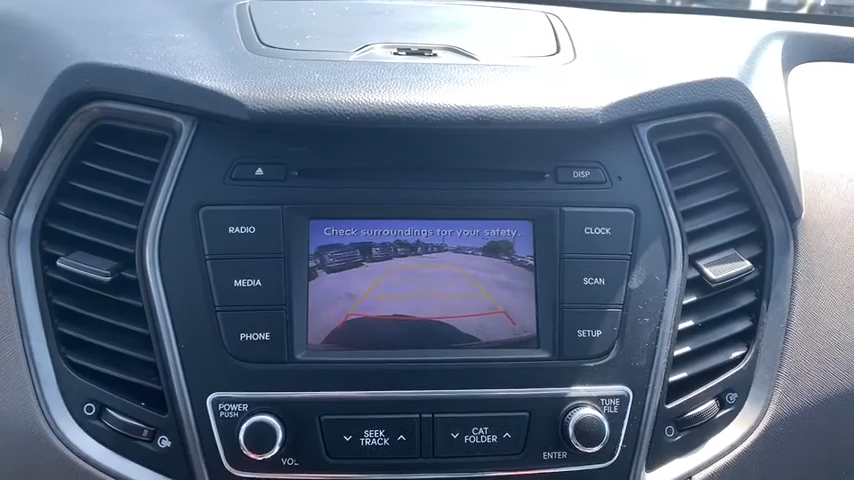 DISP
RADIO
CLOCK
Check surroundings for your safety.
MEDIA
SCAN
PHONE
SETUP
POWER
PUSH
TUNE
FILE
SEEK
TRACK
CAT
FOLDER
VOL
ENTER